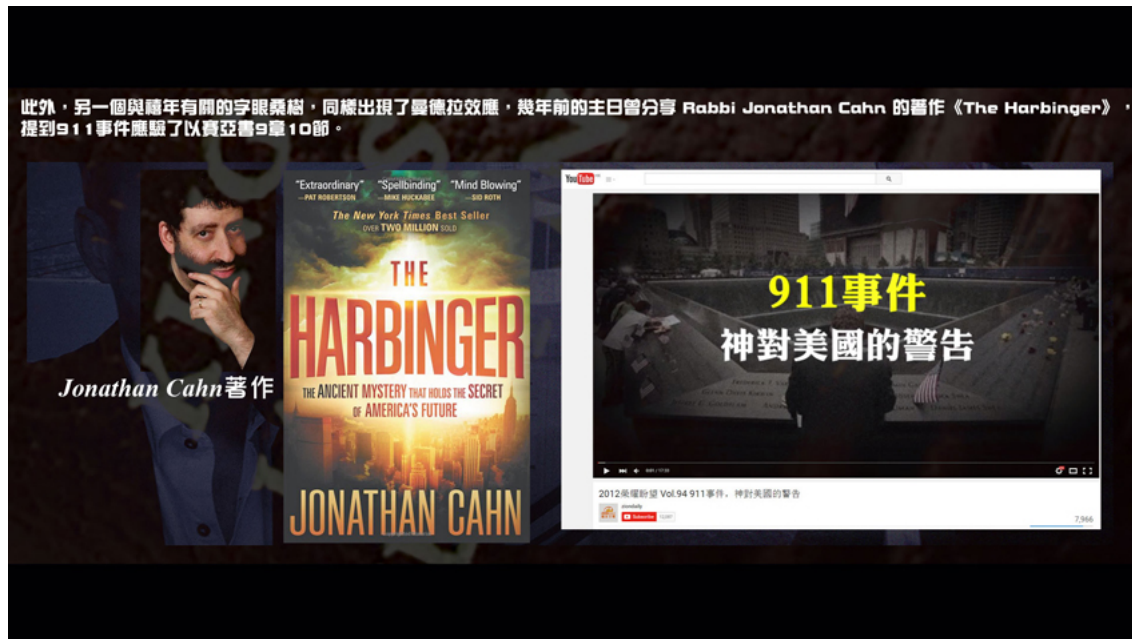 此外，另一個與禧年有關的字眼桑樹，同樣出現了曼德拉效應，幾年前的主日曾分享 Rabbi Jonathan Cahn 的著作《The Harbinger》，
提到911事件應驗了以賽亞書9章10節。
Jonathan Cahn著作
"Extraordinary" "Spellbinding" "Mind Blowing"
—PAT ROBERTSON —MIKE HUCKABEE —SID ROTH
The New York Times Best Seller
OVER TWO MILLION SOLD
THE
HARBINGER
THE ANCIENT MYSTERY THAT HOLDS THE SECRET
OF AMERICA'S FUTURE
JONATHAN CAHN
YouTube
911事件
神對美國的警告
0:01 / 17:20
2012榮耀盼望 Vol.94 911事件，神對美國的警告
ziondaily
Subscribe
7,966